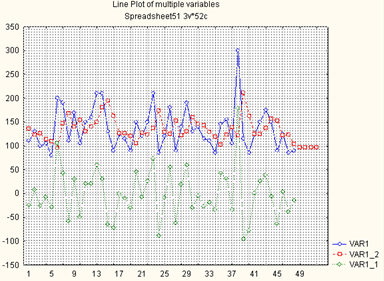 Line Plot of multiple variables
Spreadsheet51 3v*52c
350
300
250
200
150
100
50
0
-50
-100
-150
1 5 9 13 17 21 25 29 33 37 41 45 49
VAR1
VAR1_2
VAR1_1